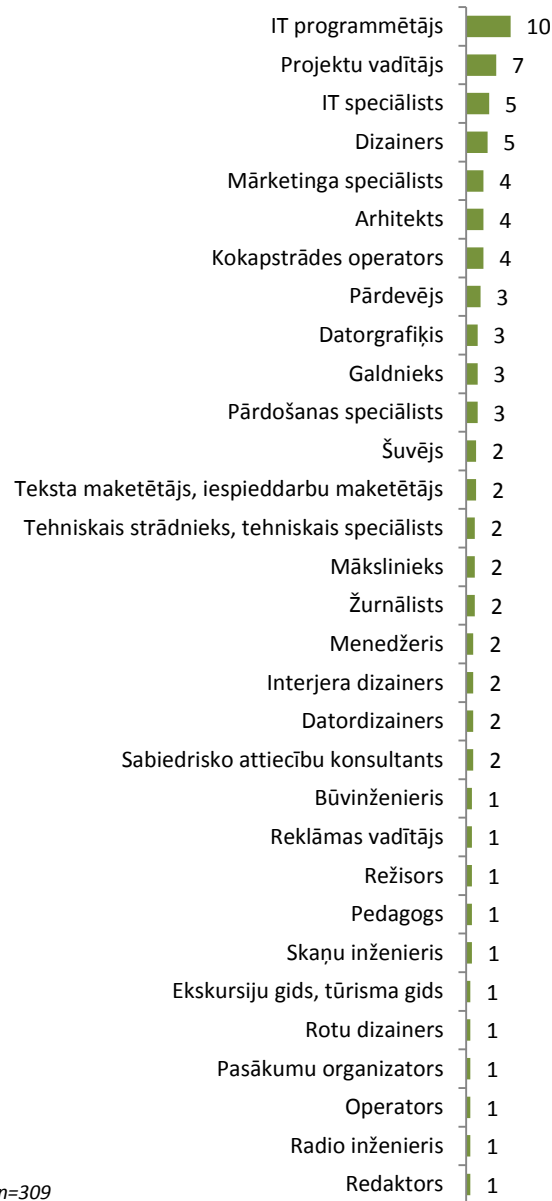 IT programmētājs 10
Projektu vadītājs 7
IT speciālists 5
Dizainers 5
Mārketinga speciālists 4
Arhitekts 4
Kokapstrādes operators 4
Pārdevējs 3
Datorgrafiķis 3
Galdnieks 3
Pārdošanas speciālists 3
Šuvējs 2
Teksta maketētājs, iespieddarbu maketētājs 2
Tehniskais strādnieks, tehniskais speciālists 2
Mākslinieks 2
Žurnālists 2
Menedžeris 2
Interjera dizainers 2
Datordizainers 2
Sabiedrisko attiecību konsultants 2
Būvinženieris 1
Reklāmas vadītājs 1
Režisors 1
Pedagogs 1
Skaņu inženieris 1
Ekskursiju gids, tūrisma gids 1
Rotu dizainers 1
Pasākumu organizators 1
Operators 1
Radio inženieris 1
Redaktors 1
n=309